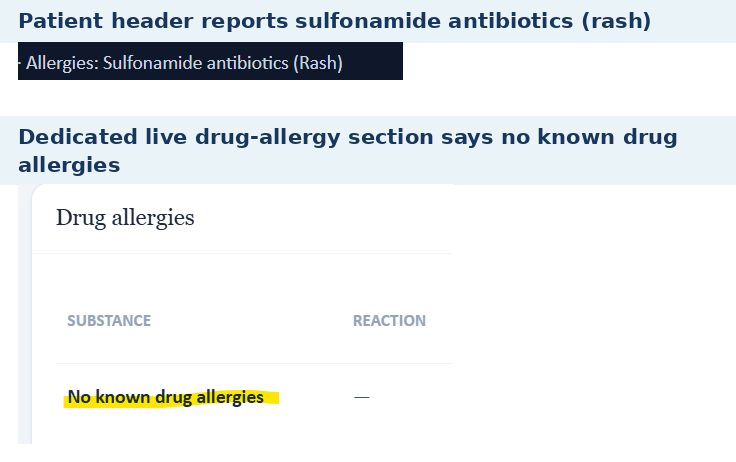 Patient header reports sulfonamide antibiotics (rash)
· Allergies: Sulfonamide antibiotics (Rash)
Dedicated live drug-allergy section says no known drug
allergies
Drug allergies
SUBSTANCE REACTION
No known drug allergies —